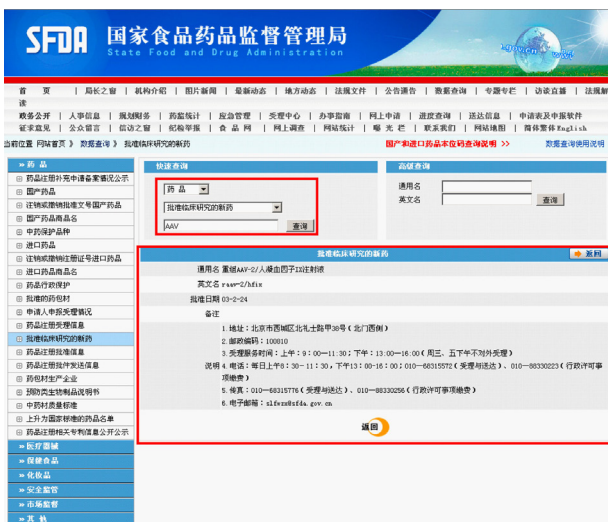 SFDA 国家食品药品监督管理局
State Food and Drug Administration
首 页 | 局长之窗 | 机构介绍 | 图片新闻 | 最新动态 | 地方动态 | 法规文件 | 公告通告 | 数据查询 | 专题专栏 | 访谈直播 | 法规解
读
政务公开 | 人事信息 | 规划财务 | 药监统计 | 应急管理 | 受理中心 | 办事指南 | 网上申请 | 进度查询 | 送达信息 | 申请表及申报软件
征求意见 | 公众留言 | 信访之窗 | 纪检举报 | 食 品 网 | 网上调查 | 网站统计 | 曝 光 栏 | 联系我们 | 网站地图 | 简体繁体English
当前位置 网站首页 》 数据查询 》 批准临床研究的新药
国产和进口药品本位码查询说明 >>
数据查询使用说明
药 品
药品注册补充申请备案情况公示
国产药品
注销或撤销批准文号国产药品
国产药品商品名
中药保护品种
进口药品
注销或撤销注册证号进口药品
进口药品商品名
药品行政保护
批准的药包材
申请人申报受理情况
药品注册受理信息
批准临床研究的新药
药品注册批准信息
药品注册批件发送信息
药包材生产企业
预防类生物制品说明书
中药材质量标准
上升为国家标准的药品名单
药品注册相关专利信息公开公示
医疗器械
保健食品
化妆品
安全监管
市场监督
其 他
快速查询
药 品
批准临床研究的新药
AAV
查询
高级查询
通用名
英文名
查询
批准临床研究的新药
返回
通用名 重组AAV-2/人凝血因子IX注射液
英文名 raav-2/hfix
批准日期 03-2-24
备注
1.地址：北京市西城区北礼士路甲38号（北门西侧）
2.邮政编码：100810
3.受理服务时间：上午：9：00—11:30；下午：13:00-16:00（周三、五下午不对外受理）
说明 4.电话：每日上午8：30-11：30，下午13：00-16：00；010-68315572（受理与送达）、010-88330223（行政许可事
项缴费）
5.传真：010—68315776（受理与送达）、010—88330256（行政许可事项缴费）
返回